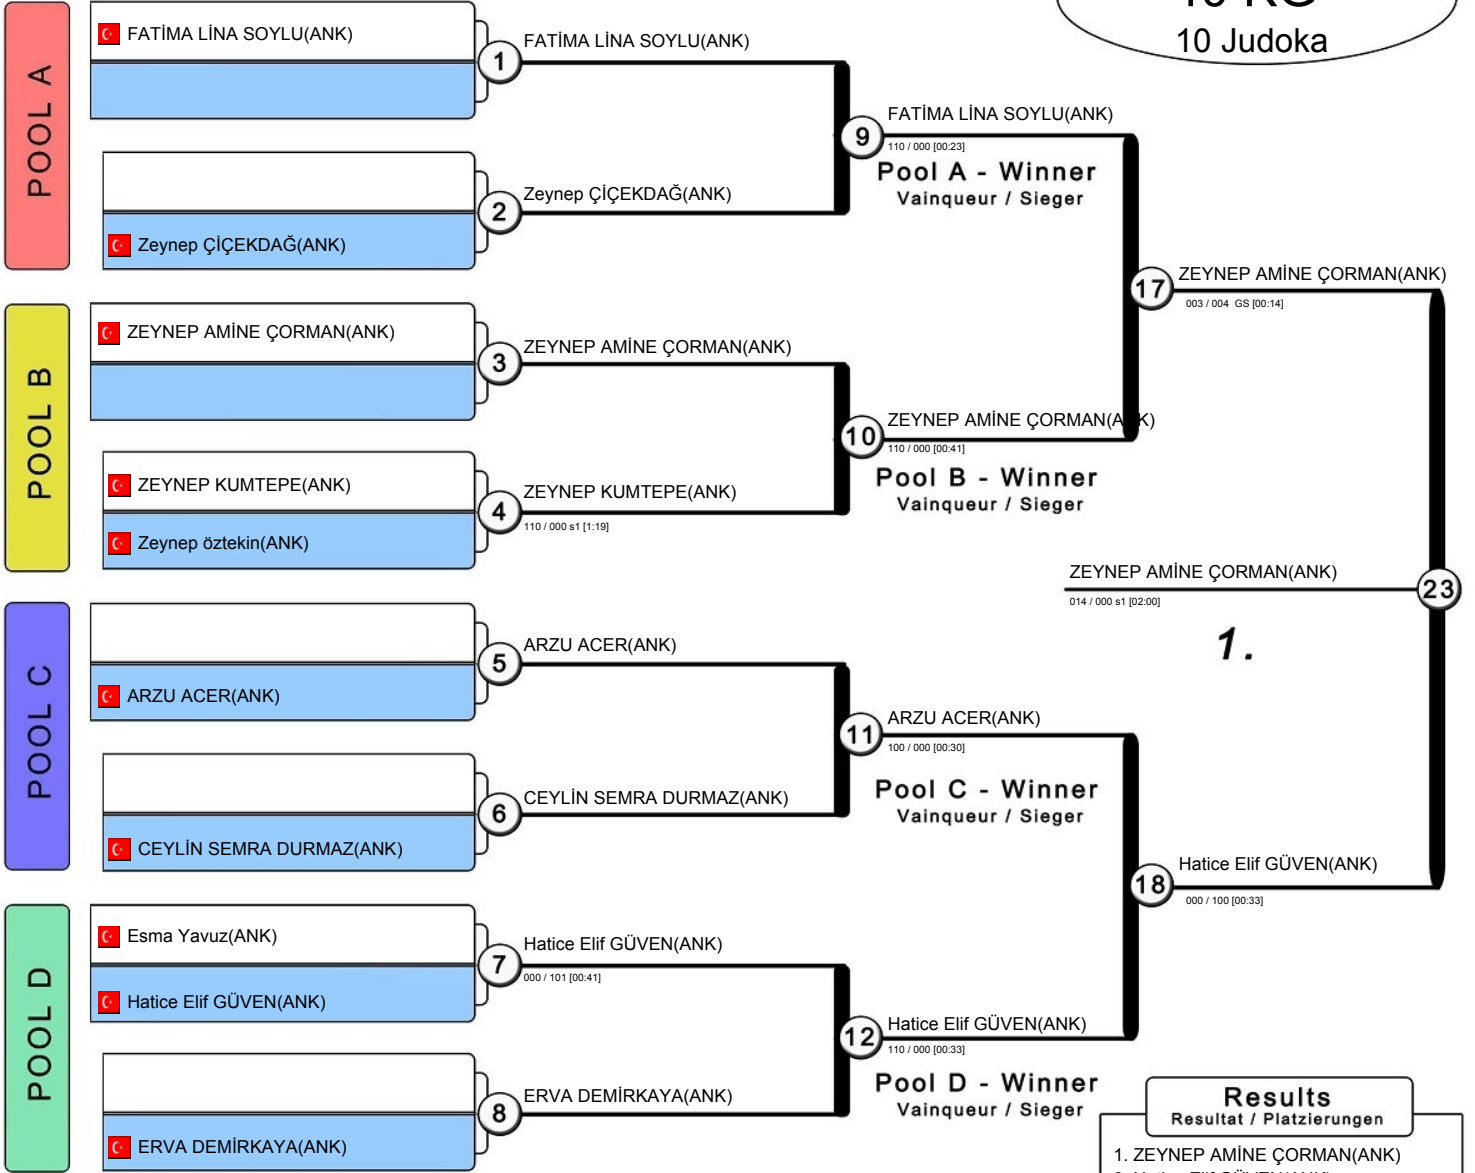 KG
10 Judoka
POOL A
FATİMA LİNA SOYLU(ANK)
1
FATİMA LİNA SOYLU(ANK)
2
Zeynep ÇİÇEKDAĞ(ANK)
Zeynep ÇİÇEKDAĞ(ANK)
9
FATİMA LİNA SOYLU(ANK)
110 / 000 [00:23]
Pool A - Winner
Vainqueur / Sieger
POOL B
ZEYNEP AMİNE ÇORMAN(ANK)
3
ZEYNEP AMİNE ÇORMAN(ANK)
ZEYNEP KUMTEPE(ANK)
Zeynep öztekin(ANK)
4
ZEYNEP KUMTEPE(ANK)
110 / 000 s1 [1:19]
10
ZEYNEP AMİNE ÇORMAN(ANK)
110 / 000 [00:41]
Pool B - Winner
Vainqueur / Sieger
17
ZEYNEP AMİNE ÇORMAN(ANK)
003 / 004 GS [00:14]
ZEYNEP AMİNE ÇORMAN(ANK)
23
014 / 000 s1 [02:00]
1.
POOL C
ARZU ACER(ANK)
5
ARZU ACER(ANK)
CEYLİN SEMRA DURMAZ(ANK)
6
CEYLİN SEMRA DURMAZ(ANK)
11
ARZU ACER(ANK)
100 / 000 [00:30]
Pool C - Winner
Vainqueur / Sieger
18
Hatice Elif GÜVEN(ANK)
000 / 100 [00:33]
POOL D
Esma Yavuz(ANK)
Hatice Elif GÜVEN(ANK)
7
Hatice Elif GÜVEN(ANK)
000 / 101 [00:41]
ERVA DEMİRKAYA(ANK)
8
ERVA DEMİRKAYA(ANK)
12
Hatice Elif GÜVEN(ANK)
110 / 000 [00:33]
Pool D - Winner
Vainqueur / Sieger
Results
Resultat / Platzierungen
1. ZEYNEP AMİNE ÇORMAN(ANK)